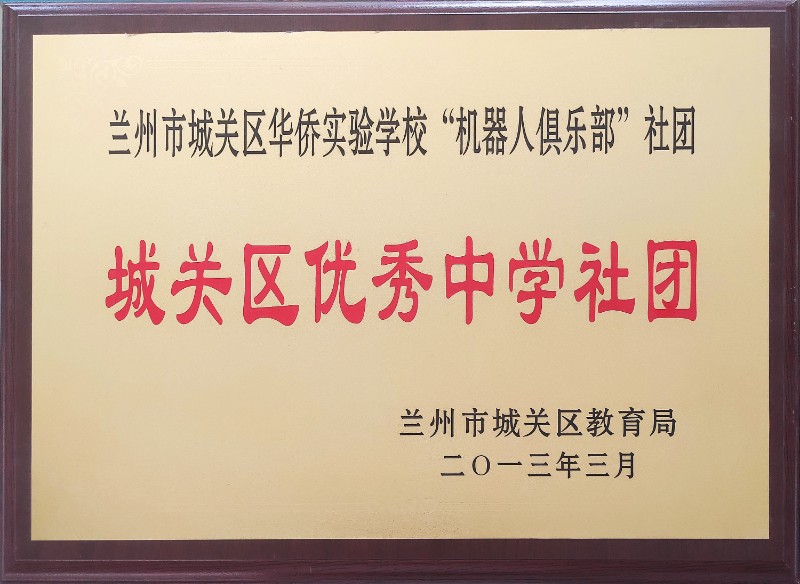 兰州市城关区华侨实验学校“机器人俱乐部”社团
城关区优秀中学社团
兰州市城关区教育局
二〇一三年三月